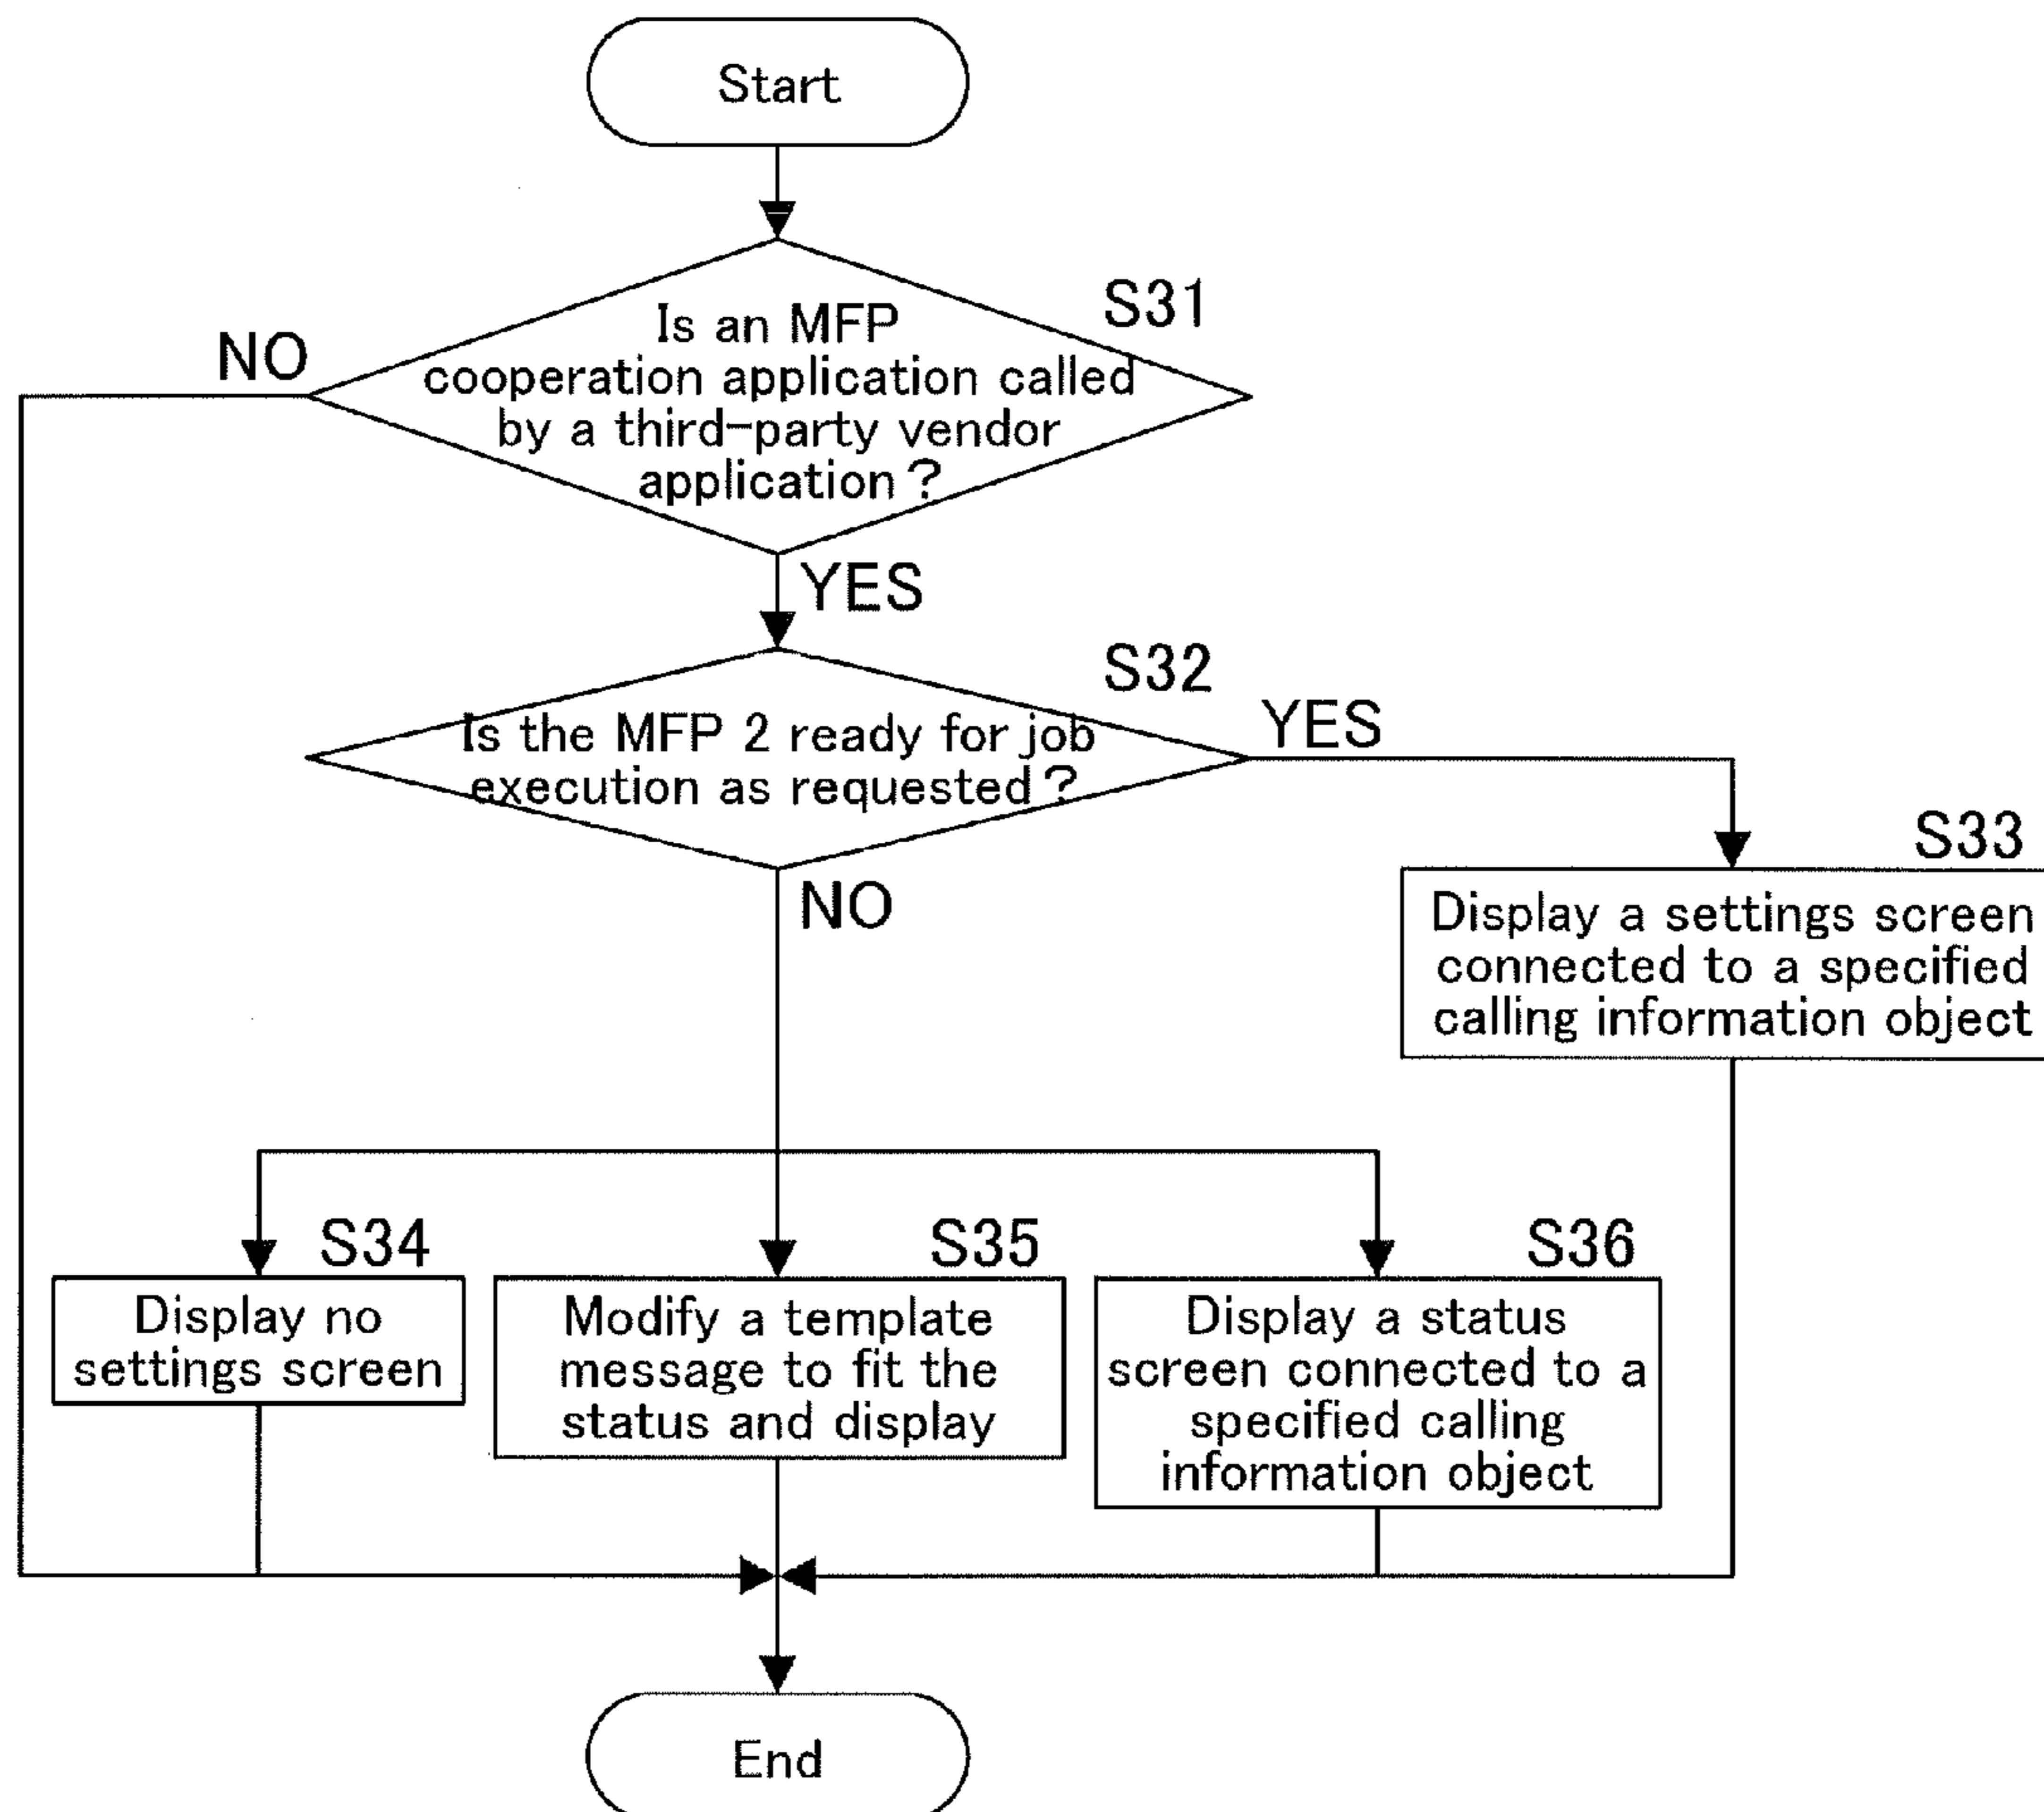 Start
S31
NO
Is an MFP
cooperation application called
by a third-party vendor
application?
YES
S32
YES
Is the MFP 2 ready for job
execution as requested?
NO
S33
Display a settings screen
connected to a specified
calling information object
S34
Display no
settings screen
S35
Modify a template
message to fit the
status and display
S36
Display a status
screen connected to a
specified calling
information object
End